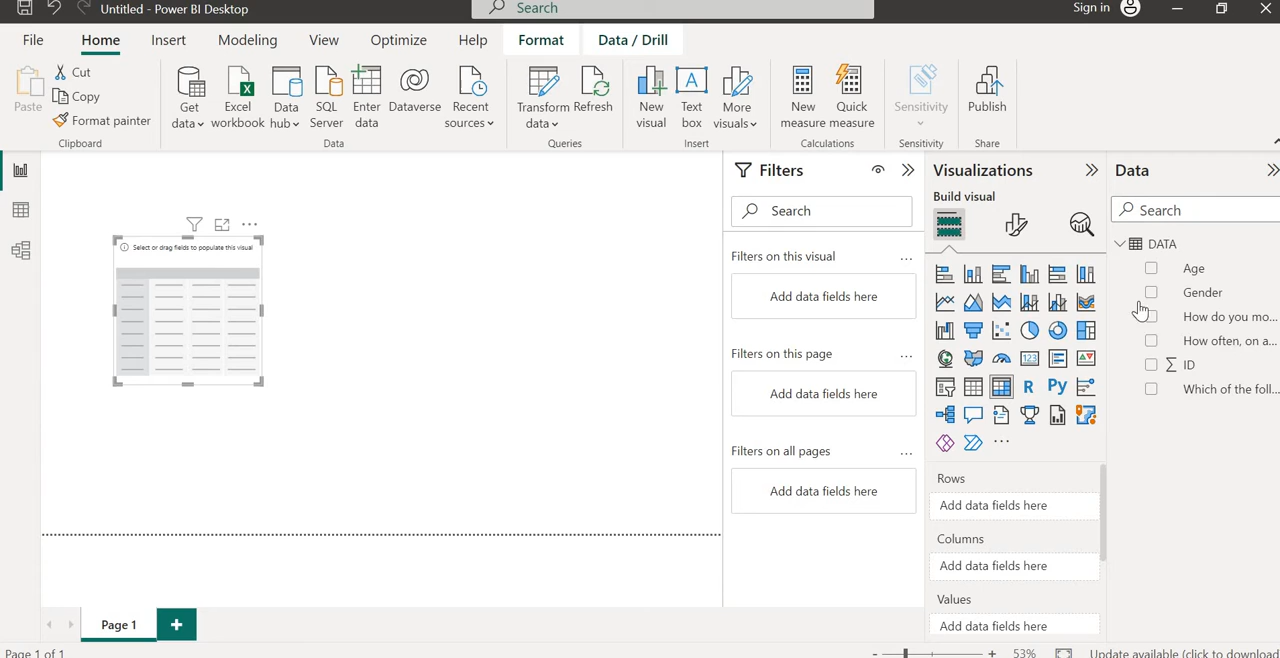 Untitled - Power BI Desktop
Search
Sign in
File Home Insert Modeling View Optimize Help Format Data / Drill
Paste
Cut
Copy
Format painter
Clipboard
Get data
Excel workbook
Data hub
SQL Server
Enter data
Dataverse
Recent sources
Data
Transform data
Refresh
Queries
New visual
Text box
A
More visuals
Insert
New measure
Quick measure
Calculations
Sensitivity
Sensitivity
Publish
Share
Select or drag fields to populate this visual
Filters
Search
Filters on this visual ...
Add data fields here
Filters on this page ...
Add data fields here
Filters on all pages ...
Add data fields here
Visualizations
Build visual
123
R
Py
...
Rows
Add data fields here
Columns
Add data fields here
Values
Add data fields here
Data
Search
DATA
Age
Gender
How do you mo...
How often, on a...
Σ ID
Which of the foll...
Page 1
+
Page 1 of 1
- + 53%
Update available (click to download